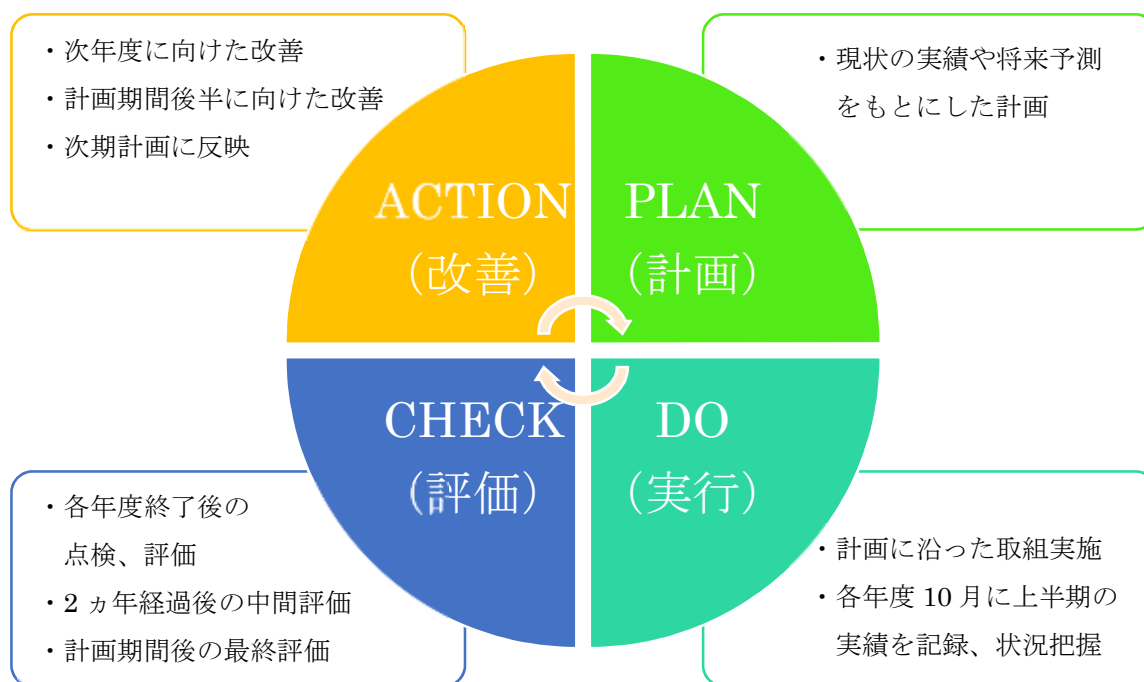 ・次年度に向けた改善
・計画期間後半に向けた改善
・次期計画に反映
・現状の実績や将来予測
をもとにした計画
ACTION
（改善）
PLAN
（計画）
CHECK
（評価）
DO
（実行）
・各年度終了後の
点検、評価
・2 ヵ年経過後の中間評価
・計画期間後の最終評価
・計画に沿った取組実施
・各年度 10 月に上半期の
実績を記録、状況把握